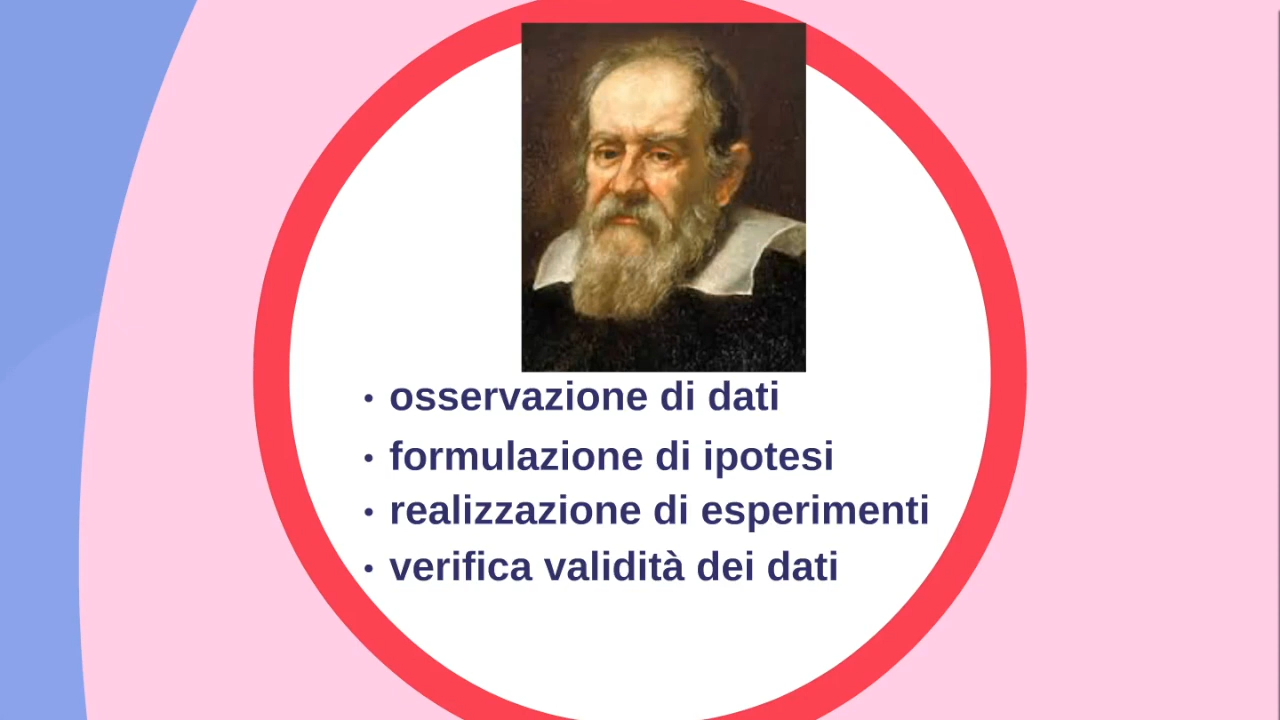 • osservazione di dati
• formulazione di ipotesi
• realizzazione di esperimenti
• verifica validità dei dati